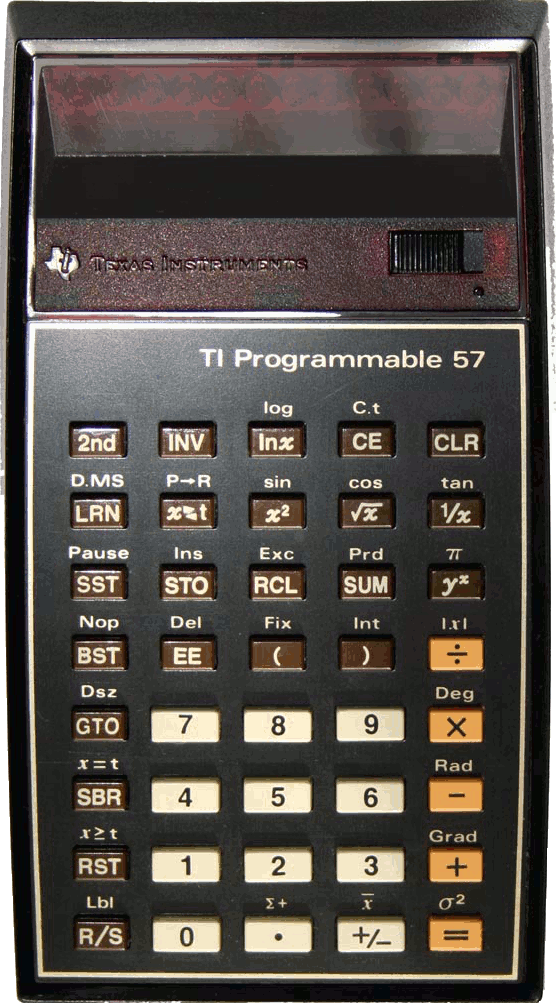 TEXAS INSTRUMENTS
TI Programmable 57
log C.t
2nd INV lnx CE CLR
D.MS P→R sin cos tan
LRN x⇄t x² √x 1/x
Pause Ins Exc Prd π
SST STO RCL SUM yˣ
Nop Del Fix Int |x|
BST EE ( ) ÷
Dsz Deg
GTO 7 8 9 ×
x=t Rad
SBR 4 5 6 −
x≥t Grad
RST 1 2 3 +
Lbl Σ+ x̄ σ²
R/S 0 . +/− =